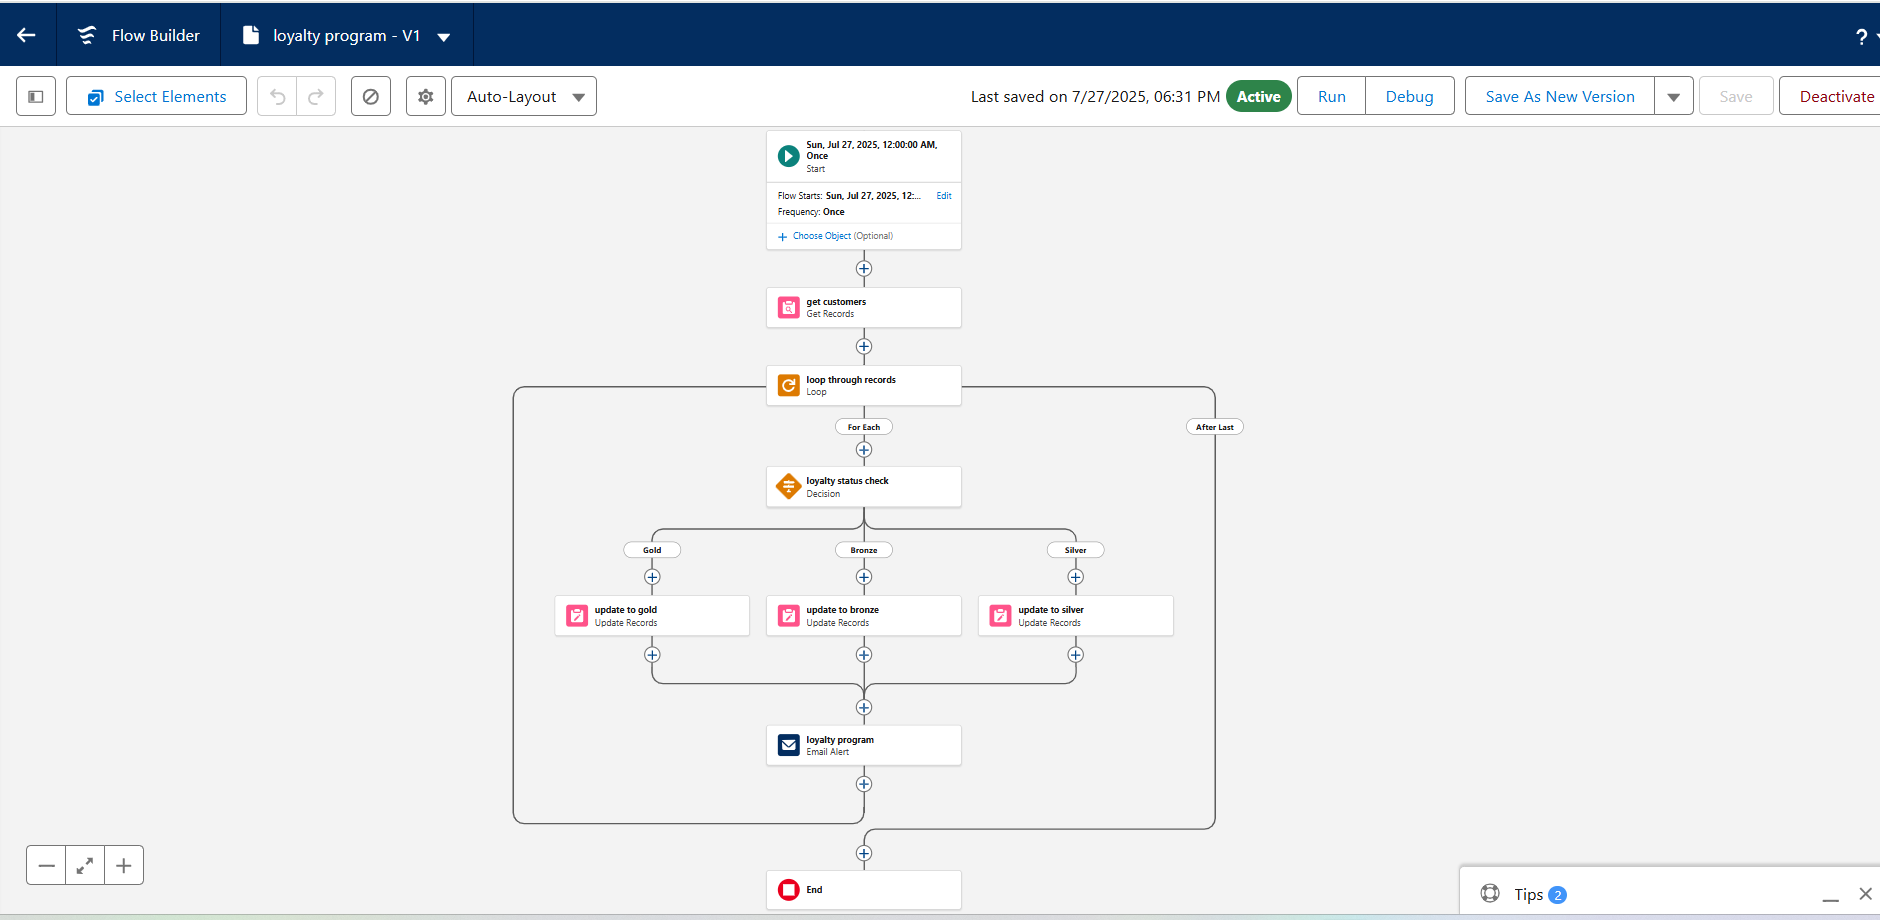 Flow Builder
loyalty program - V1
?
Select Elements
Auto-Layout
Last saved on 7/27/2025, 06:31 PM
Active
Run
Debug
Save As New Version
Save
Deactivate
Sun, Jul 27, 2025, 12:00:00 AM,
Once
Start
Flow Starts: Sun, Jul 27, 2025, 12:...
Edit
Frequency: Once
+ Choose Object (Optional)
get customers
Get Records
loop through records
Loop
For Each
After Last
loyalty status check
Decision
Gold
Bronze
Silver
update to gold
Update Records
update to bronze
Update Records
update to silver
Update Records
loyalty program
Email Alert
End
Tips 2